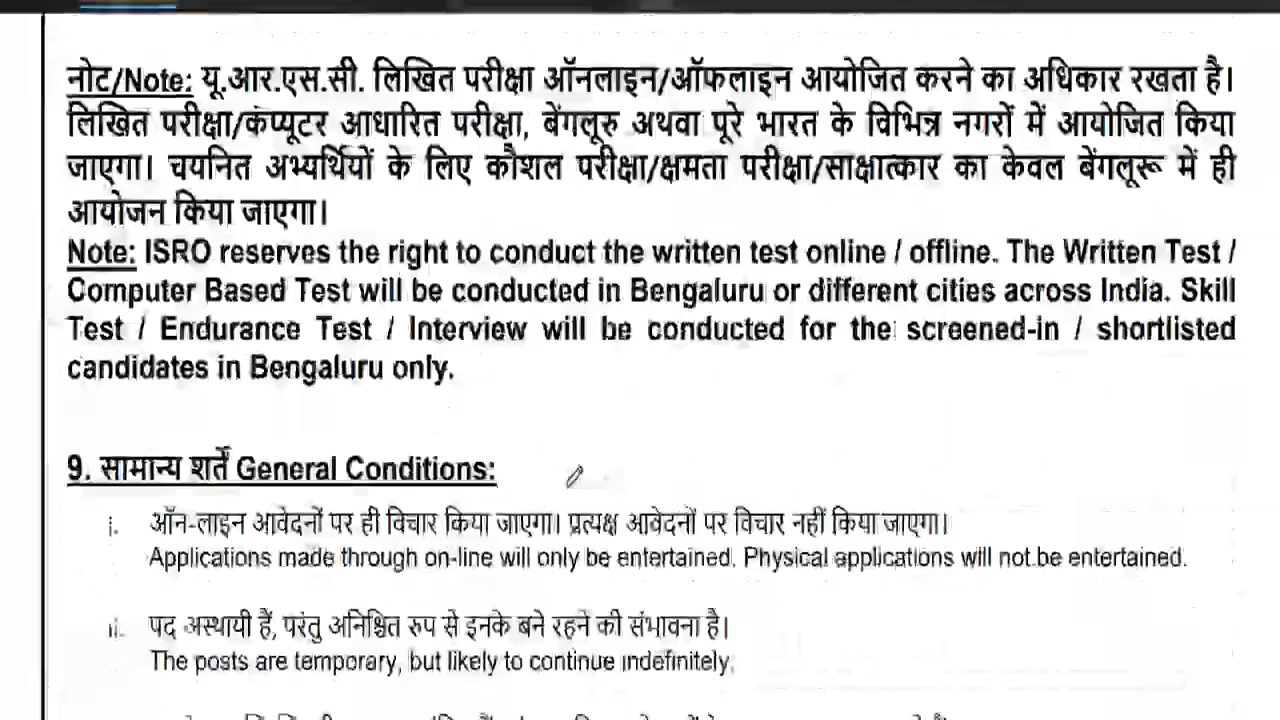 नोट/Note: यू.आर.एस.सी. लिखित परीक्षा ऑनलाइन/ऑफलाइन आयोजित करने का अधिकार रखता है।
लिखित परीक्षा/कंप्यूटर आधारित परीक्षा, बेंगलूरु अथवा पूरे भारत के विभिन्न नगरों में आयोजित किया
जाएगा। चयनित अभ्यर्थियों के लिए कौशल परीक्षा/क्षमता परीक्षा/साक्षात्कार का केवल बेंगलूरू में ही
आयोजन किया जाएगा।
Note: ISRO reserves the right to conduct the written test online / offline. The Written Test /
Computer Based Test will be conducted in Bengaluru or different cities across India. Skill
Test / Endurance Test / Interview will be conducted for the screened-in / shortlisted
candidates in Bengaluru only.
9. सामान्य शर्तें General Conditions:
i. ऑन-लाइन आवेदनों पर ही विचार किया जाएगा। प्रत्यक्ष आवेदनों पर विचार नहीं किया जाएगा।
Applications made through on-line will only be entertained. Physical applications will not be entertained.
ii. पद अस्थायी हैं, परंतु अनिश्चित रुप से इनके बने रहने की संभावना है।
The posts are temporary, but likely to continue indefinitely.